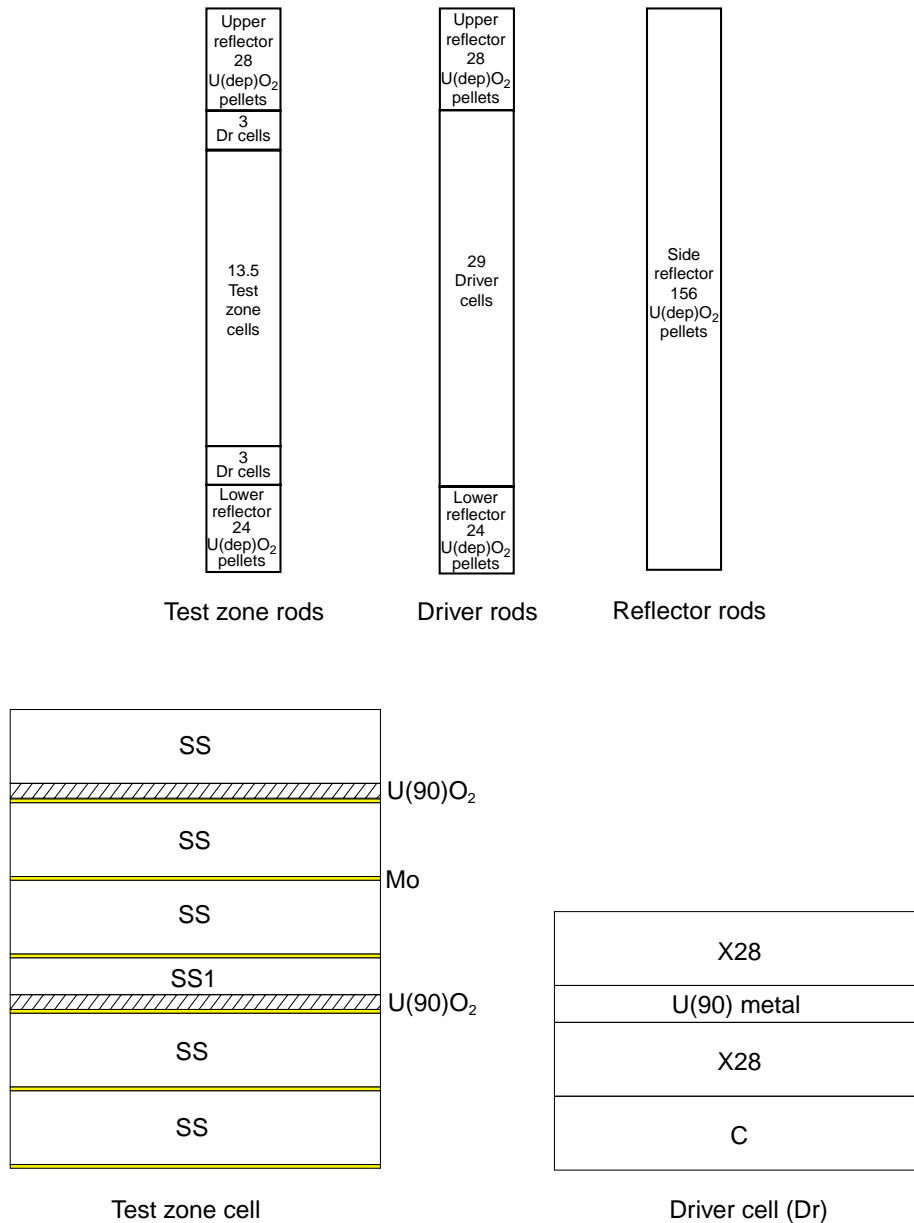 Upper
reflector
28
U(dep)O₂
pellets
3
Dr cells
13.5
Test
zone
cells
3
Dr cells
Lower
reflector
24
U(dep)O₂
pellets
Test zone rods
Upper
reflector
28
U(dep)O₂
pellets
29
Driver
cells
Lower
reflector
24
U(dep)O₂
pellets
Driver rods
Side
reflector
156
U(dep)O₂
pellets
Reflector rods
SS
U(90)O₂
SS
Mo
SS
SS1
U(90)O₂
SS
SS
Test zone cell
X28
U(90) metal
X28
C
Driver cell (Dr)